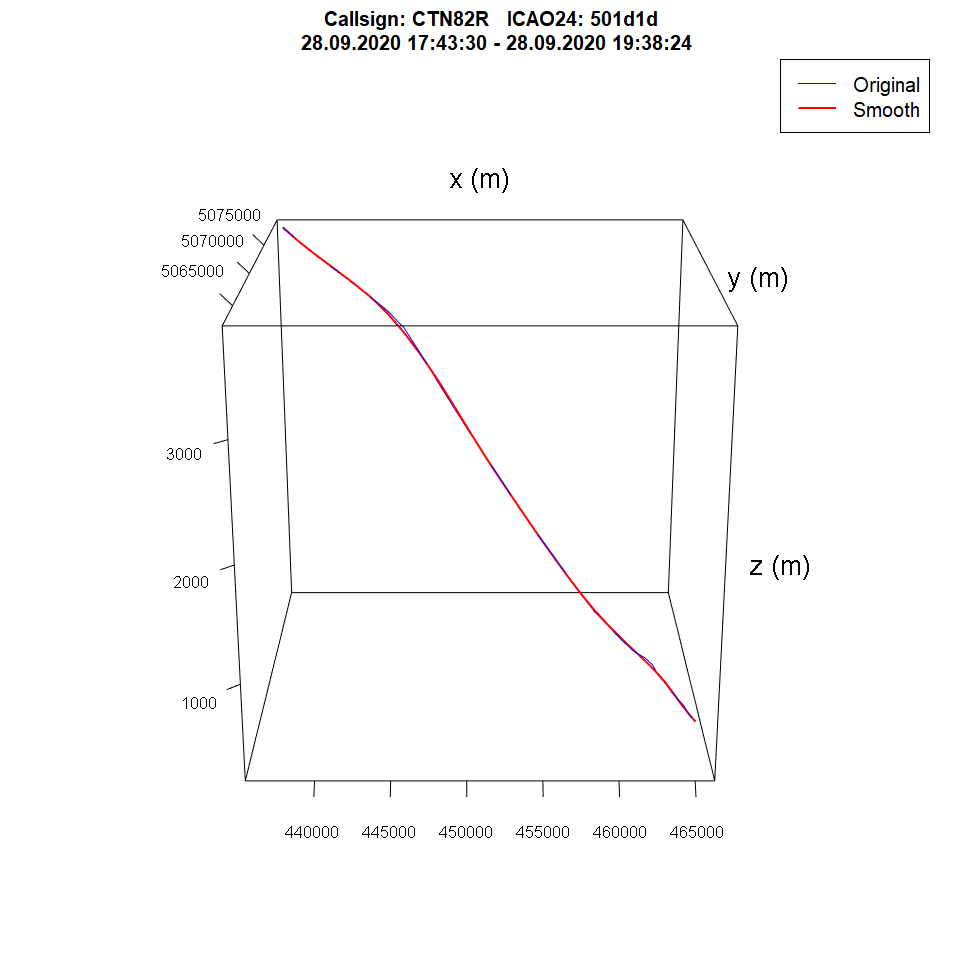 Callsign: CTN82R   ICAO24: 501d1d
28.09.2020 17:43:30 - 28.09.2020 19:38:24
Original
Smooth
x (m)
5075000
5070000
5065000
y (m)
3000
z (m)
2000
1000
440000 445000 450000 455000 460000 465000